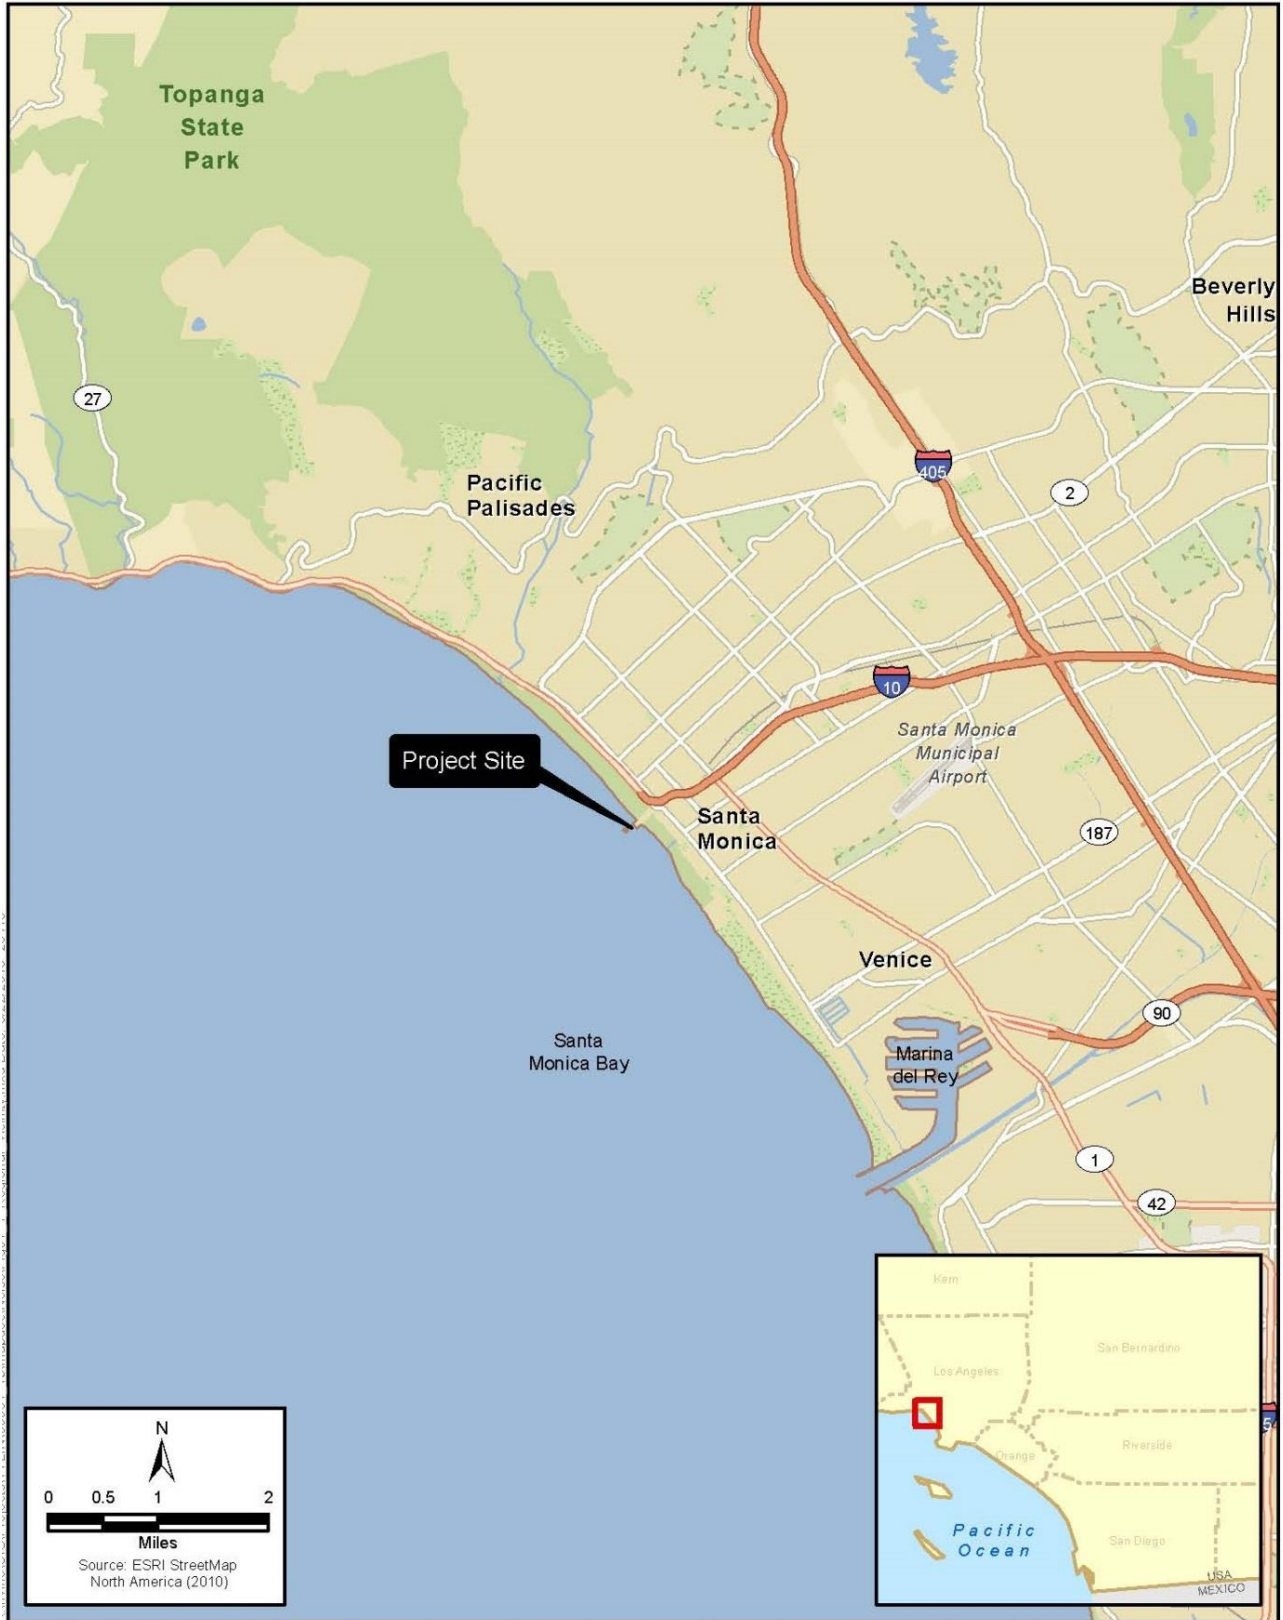 Topanga
State
Park
Beverly
Hills
27
405
2
Pacific
Palisades
10
Santa Monica
Municipal
Airport
Project Site
Santa
Monica
187
Venice
90
Santa
Monica Bay
Marina
del Rey
1
42
Kern
San Bernardino
Los Angeles
Orange
Riverside
San Diego
Pacific
Ocean
USA
MEXICO
N
0 0.5 1 2
Miles
Source: ESRI StreetMap
North America (2010)